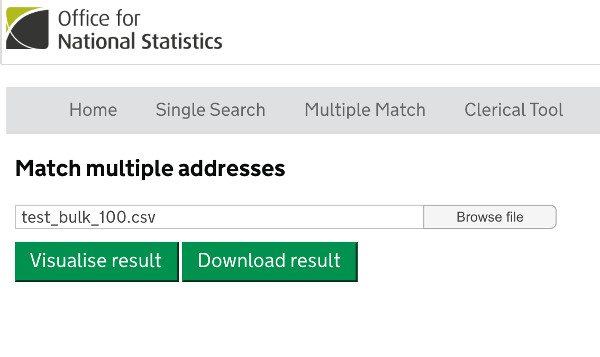 Office for
National Statistics
Home Single Search Multiple Match Clerical Tool
Match multiple addresses
test_bulk_100.csv Browse file
Visualise result Download result